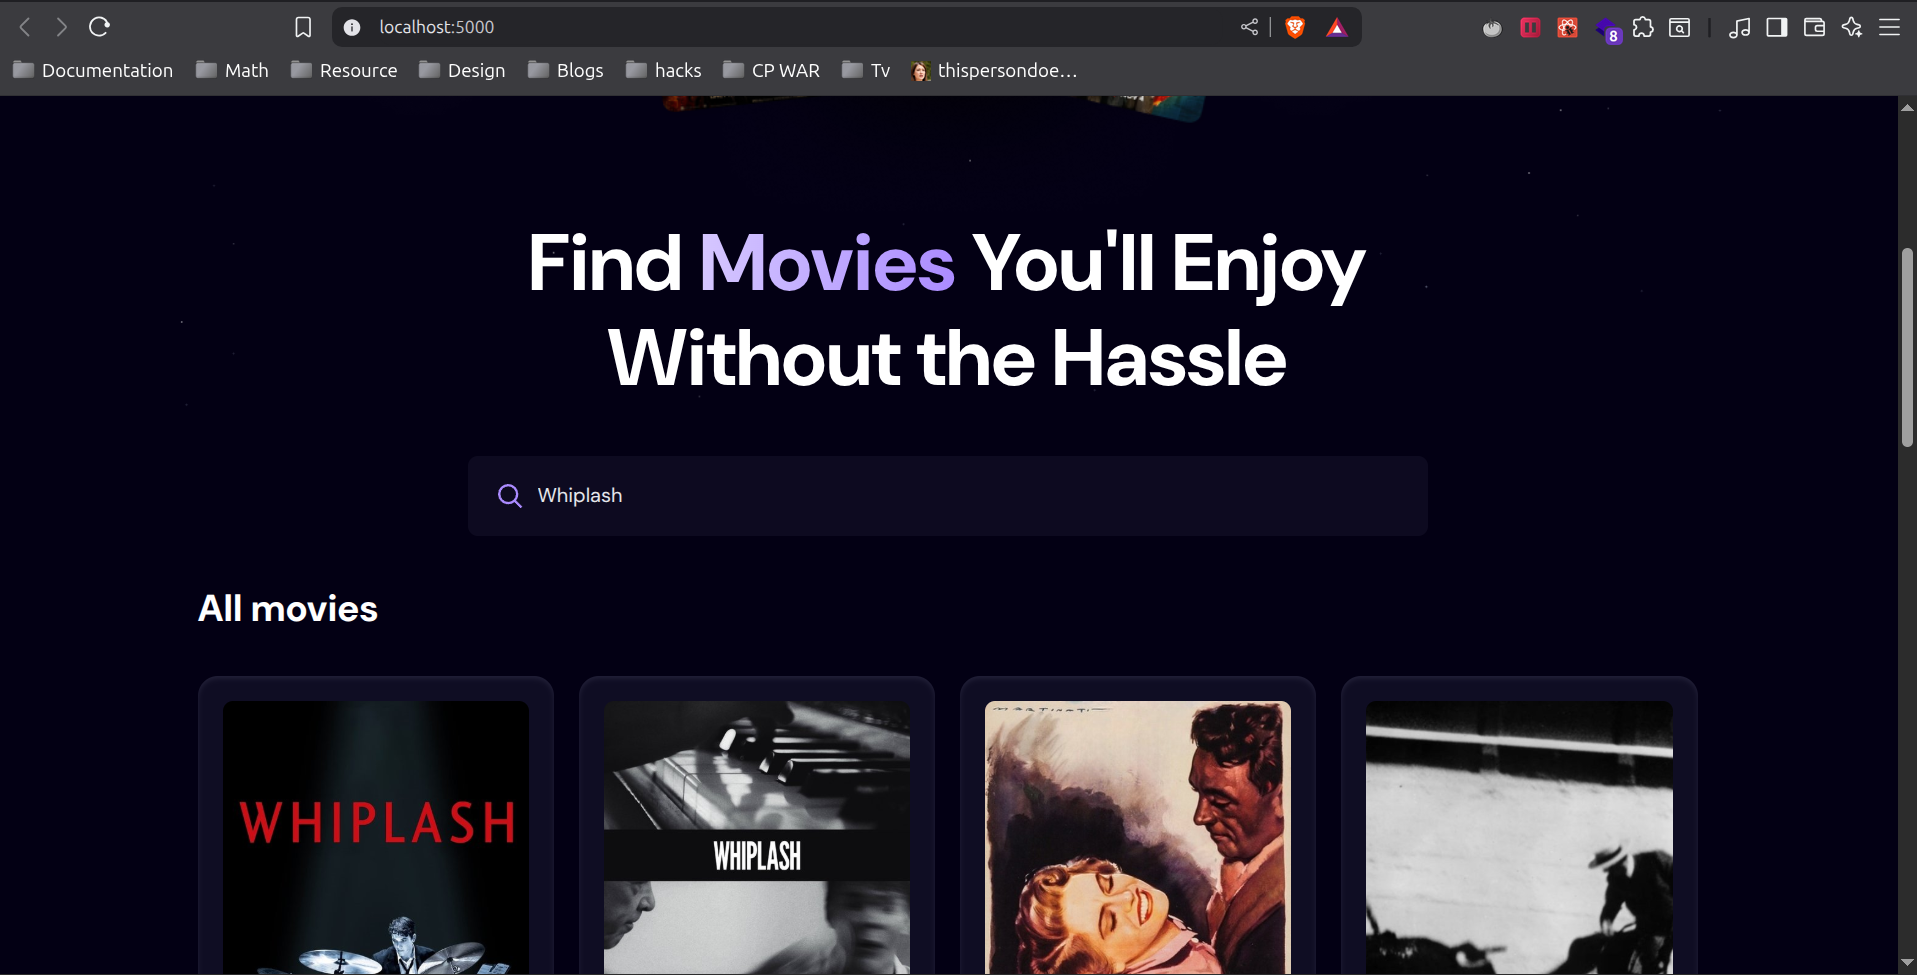 localhost:5000
8
Documentation Math Resource Design Blogs hacks CP WAR Tv thispersondoe...
Find Movies You'll Enjoy
Without the Hassle
Whiplash
All movies
WHIPLASH
WHIPLASH